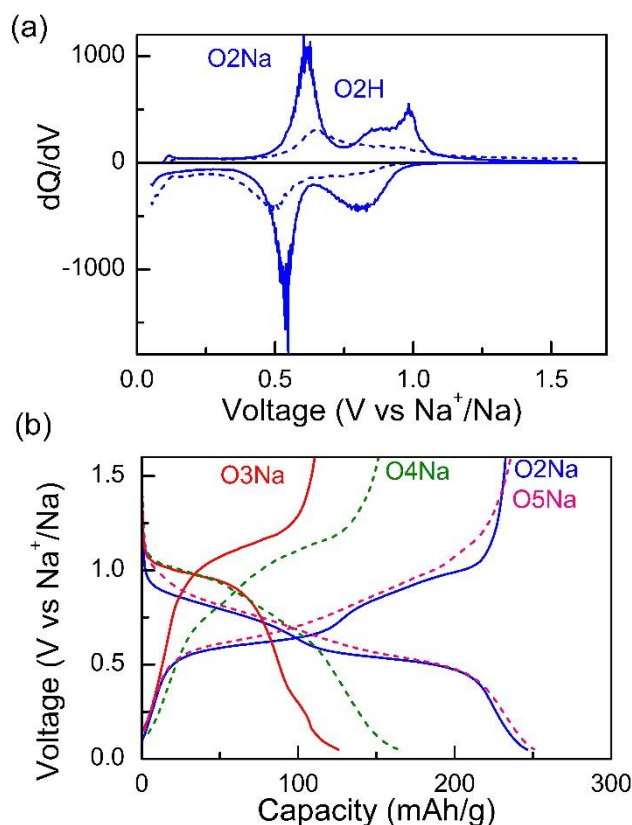 (a)
1000
O2Na
O2H
0
-1000
dQ/dV
0.0 0.5 1.0 1.5
Voltage (V vs Na⁺/Na)
(b)
1.5
O3Na O4Na O2Na
O5Na
1.0
0.5
0.0
Voltage (V vs Na⁺/Na)
0 100 200 300
Capacity (mAh/g)